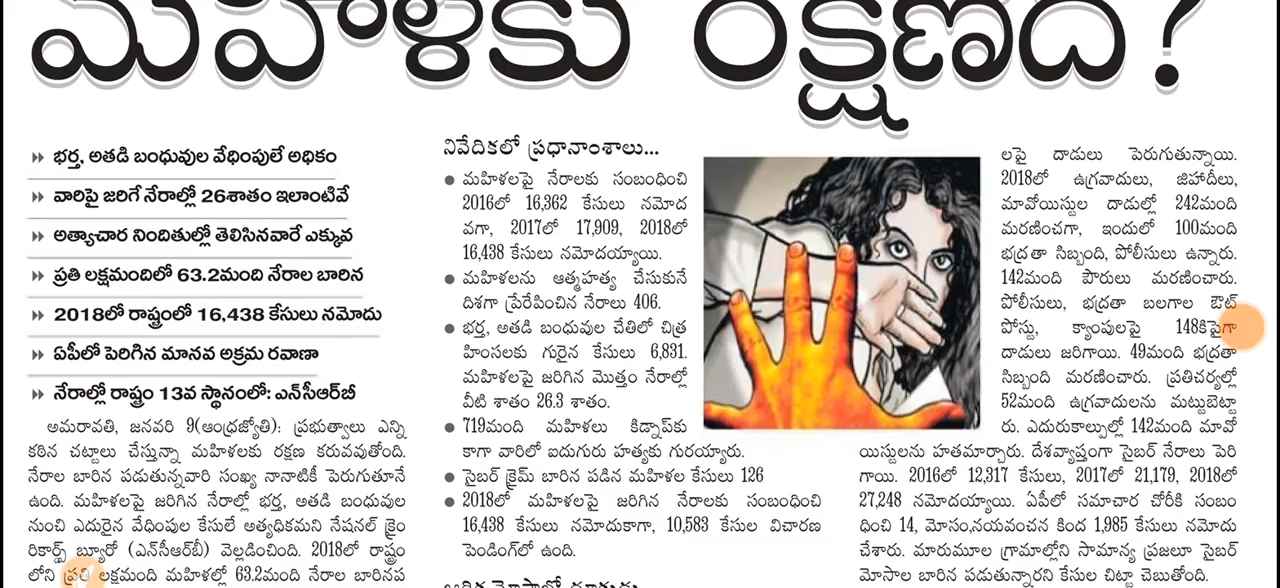 మహిళకు రక్షణేది?
భర్త, అతడి బంధువుల వేధింపులే అధికం
వారిపై జరిగే నేరాల్లో 26శాతం ఇలాంటివే
అత్యాచార నిందితుల్లో తెలిసినవారే ఎక్కువ
ప్రతి లక్షమందిలో 63.2మంది నేరాల బారిన
2018లో రాష్ట్రంలో 16,438 కేసులు నమోదు
ఏపీలో పెరిగిన మానవ అక్రమ రవాణా
నేరాల్లో రాష్ట్రం 13వ స్థానంలో: ఎన్‌సీఆర్‌బీ
అమరావతి, జనవరి 9(ఆంధ్రజ్యోతి): ప్రభుత్వాలు ఎన్ని
కఠిన చట్టాలు చేస్తున్నా మహిళలకు రక్షణ కరువవుతోంది.
నేరాల బారిన పడుతున్నవారి సంఖ్య నానాటికీ పెరుగుతూనే
ఉంది. మహిళలపై జరిగిన నేరాల్లో భర్త, అతడి బంధువుల
నుంచి ఎదురైన వేధింపుల కేసులే అత్యధికమని నేషనల్ క్రైం
రికార్డ్స్ బ్యూరో (ఎన్‌సీఆర్‌బీ) వెల్లడించింది. 2018లో రాష్ట్రం
లోని ప్రతి లక్షమంది మహిళల్లో 63.2మంది నేరాల బారినప
నివేదికలో ప్రధానాంశాలు...
● మహిళలపై నేరాలకు సంబంధించి
2016లో 16,362 కేసులు నమోద
వగా, 2017లో 17,909, 2018లో
16,438 కేసులు నమోదయ్యాయి.
● మహిళలను ఆత్మహత్య చేసుకునే
దిశగా ప్రేరేపించిన నేరాలు 406.
● భర్త, అతడి బంధువుల చేతిలో చిత్ర
హింసలకు గురైన కేసులు 6,831.
మహిళలపై జరిగిన మొత్తం నేరాల్లో
వీటి శాతం 26.3 శాతం.
● 719మంది మహిళలు కిడ్నాప్‌కు
కాగా వారిలో ఐదుగురు హత్యకు గురయ్యారు.
● సైబర్ క్రైమ్ బారిన పడిన మహిళల కేసులు 126
● 2018లో మహిళలపై జరిగిన నేరాలకు సంబంధించి
16,438 కేసులు నమోదుకాగా, 10,583 కేసుల విచారణ
పెండింగ్‌లో ఉంది.
లపై దాడులు పెరుగుతున్నాయి.
2018లో ఉగ్రవాదులు, జిహాదీలు,
మావోయిస్టుల దాడుల్లో 242మంది
మరణించగా, ఇందులో 100మంది
భద్రతా సిబ్బంది, పోలీసులు ఉన్నారు.
142మంది పౌరులు మరణించారు.
పోలీసులు, భద్రతా బలగాల ఔట్
పోస్టు, క్యాంపులపై 148కిపైగా
దాడులు జరిగాయి. 49మంది భద్రతా
సిబ్బంది మరణించారు. ప్రతిచర్యల్లో
52మంది ఉగ్రవాదులను మట్టుబెట్టా
రు. ఎదురుకాల్పుల్లో 142మంది మావో
యిస్టులను హతమార్చారు. దేశవ్యాప్తంగా సైబర్ నేరాలు పెరి
గాయి. 2016లో 12,317 కేసులు, 2017లో 21,179, 2018లో
27,248 నమోదయ్యాయి. ఏపీలో సమాచార చోరీకి సంబం
ధించి 14, మోసం,నయవంచన కింద 1,985 కేసులు నమోదు
చేశారు. మారుమూల గ్రామాల్లోని సామాన్య ప్రజలూ సైబర్
మోసాల బారిన పడుతున్నారని కేసుల చిట్టా చెబుతోంది.